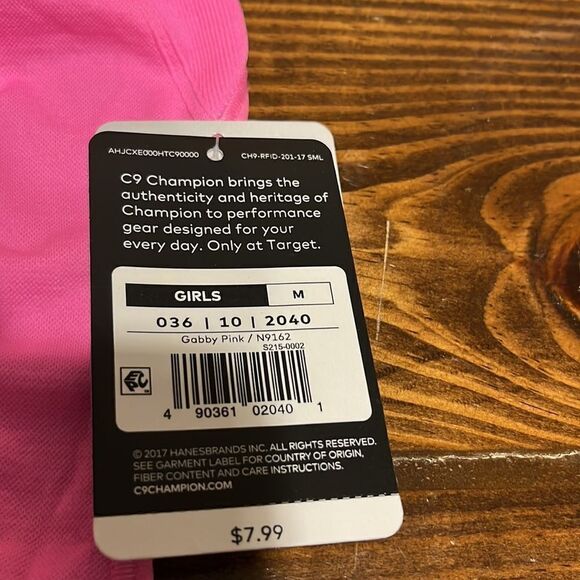 AHJCXE000HTC90000 CH9-RFID-201-17 SML
C9 Champion brings the
authenticity and heritage of
Champion to performance
gear designed for your
every day. Only at Target.
GIRLS M
036 | 10 | 2040
Gabby Pink / N9162
S215-0002
4 90361 02040 1
© 2017 HANESBRANDS INC. ALL RIGHTS RESERVED.
SEE GARMENT LABEL FOR COUNTRY OF ORIGIN,
FIBER CONTENT AND CARE INSTRUCTIONS.
C9CHAMPION.COM
$7.99